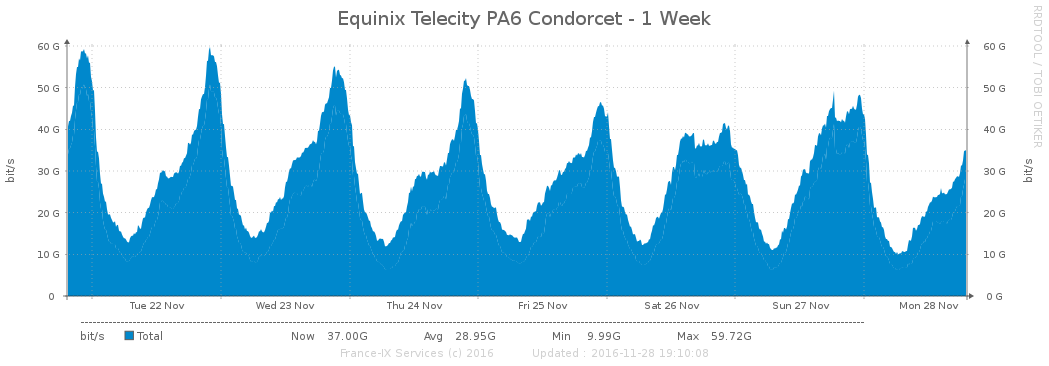 Equinix Telecity PA6 Condorcet - 1 Week
RRDTOOL / TOBI OETIKER
bit/s
bit/s
60 G 60 G
50 G 50 G
40 G 40 G
30 G 30 G
20 G 20 G
10 G 10 G
0 0 G
Tue 22 Nov Wed 23 Nov Thu 24 Nov Fri 25 Nov Sat 26 Nov Sun 27 Nov Mon 28 Nov
bit/s Total Now 37.00G Avg 28.95G Min 9.99G Max 59.72G
France-IX Services (c) 2016 Updated : 2016-11-28 19:10:08